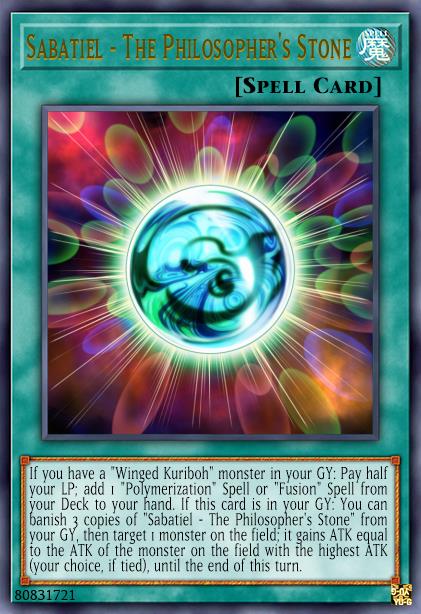 Sabatiel - The Philosopher's Stone
SPELL
魔
[Spell Card]
If you have a "Winged Kuriboh" monster in your GY: Pay half
your LP; add 1 "Polymerization" Spell or "Fusion" Spell from
your Deck to your hand. If this card is in your GY: You can
banish 3 copies of "Sabatiel - The Philosopher's Stone" from
your GY, then target 1 monster on the field; it gains ATK equal
to the ATK of the monster on the field with the highest ATK
(your choice, if tied), until the end of this turn.
80831721